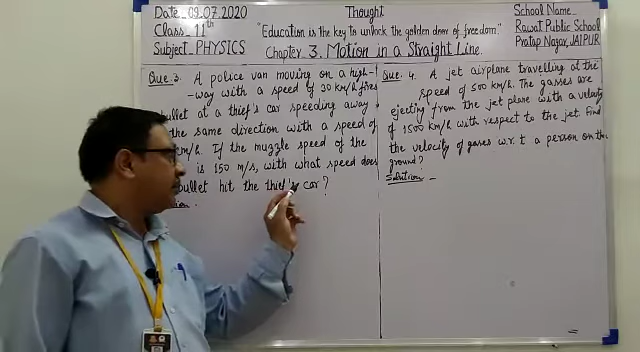 Date 09.07.2020
Class 11th
Subject PHYSICS
Thought
"Education is the key to unlock the golden door of freedom."
Chapter 3. Motion in a Straight Line.
School Name
Rawat Public School
Pratap Nagar, JAIPUR
Que. 3. A police van moving on a high-
-way with a speed of 30 km/h fires
bullet at a thief's car speeding away
the same direction with a speed of
km/h. If the muzzle speed of the
is 150 m/s, with what speed does
bullet hit the thief's car?
Que. 4. A jet airplane travelling at the
speed of 500 km/h. The gasses are
ejecting from the jet plane with a velocity
of 1500 km/h with respect to the jet. Find
the velocity of gases w.r.t a person on the
ground?
Solution -